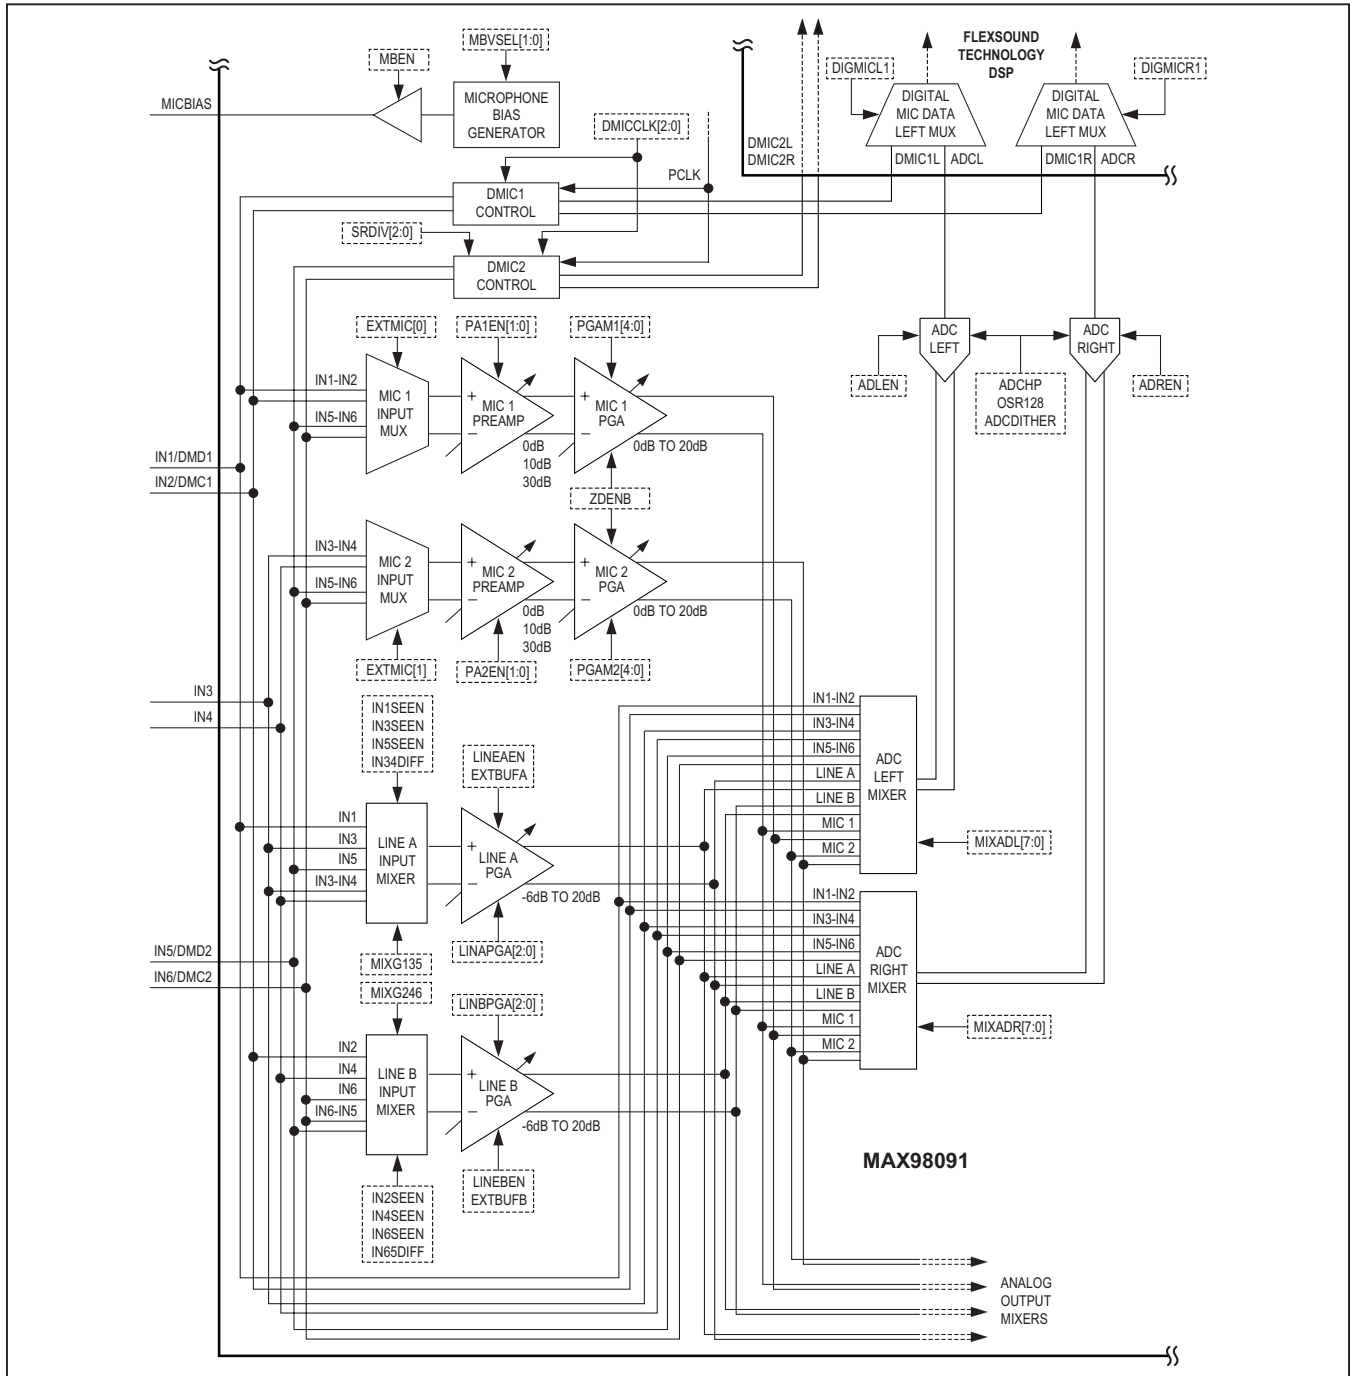 MBVSEL[1:0]
MBEN
MICBIAS
MICROPHONE
BIAS
GENERATOR
DMICCLK[2:0]
PCLK
DMIC1
CONTROL
SRDIV[2:0]
DMIC2
CONTROL
FLEXSOUND
TECHNOLOGY
DSP
DIGMICL1
DIGMICR1
DIGITAL
MIC DATA
LEFT MUX
DIGITAL
MIC DATA
LEFT MUX
DMIC2L
DMIC2R
DMIC1L
ADCL
DMIC1R
ADCR
ADC
LEFT
ADC
RIGHT
ADLEN
ADCHP
OSR128
ADCDITHER
ADREN
EXTMIC[0]
PA1EN[1:0]
PGAM1[4:0]
IN1-IN2
IN5-IN6
MIC 1
INPUT
MUX
+
−
MIC 1
PREAMP
0dB
10dB
30dB
+
−
MIC 1
PGA
0dB TO 20dB
ZDENB
IN1/DMD1
IN2/DMC1
IN3-IN4
IN5-IN6
MIC 2
INPUT
MUX
+
−
MIC 2
PREAMP
0dB
10dB
30dB
+
−
MIC 2
PGA
0dB TO 20dB
EXTMIC[1]
PA2EN[1:0]
PGAM2[4:0]
IN3
IN4
IN1SEEN
IN3SEEN
IN5SEEN
IN34DIFF
LINEAEN
EXTBUFA
IN1
IN3
IN5
IN3-IN4
LINE A
INPUT
MIXER
+
−
LINE A
PGA
-6dB TO 20dB
MIXG135
LINAPGA[2:0]
IN5/DMD2
IN6/DMC2
MIXG246
LINBPGA[2:0]
IN2
IN4
IN6
IN6-IN5
LINE B
INPUT
MIXER
+
−
LINE B
PGA
-6dB TO 20dB
IN2SEEN
IN4SEEN
IN6SEEN
IN65DIFF
LINEBEN
EXTBUFB
IN1-IN2
IN3-IN4
IN5-IN6
LINE A
LINE B
MIC 1
MIC 2
ADC
LEFT
MIXER
MIXADL[7:0]
IN1-IN2
IN3-IN4
IN5-IN6
LINE A
LINE B
MIC 1
MIC 2
ADC
RIGHT
MIXER
MIXADR[7:0]
MAX98091
ANALOG
OUTPUT
MIXERS